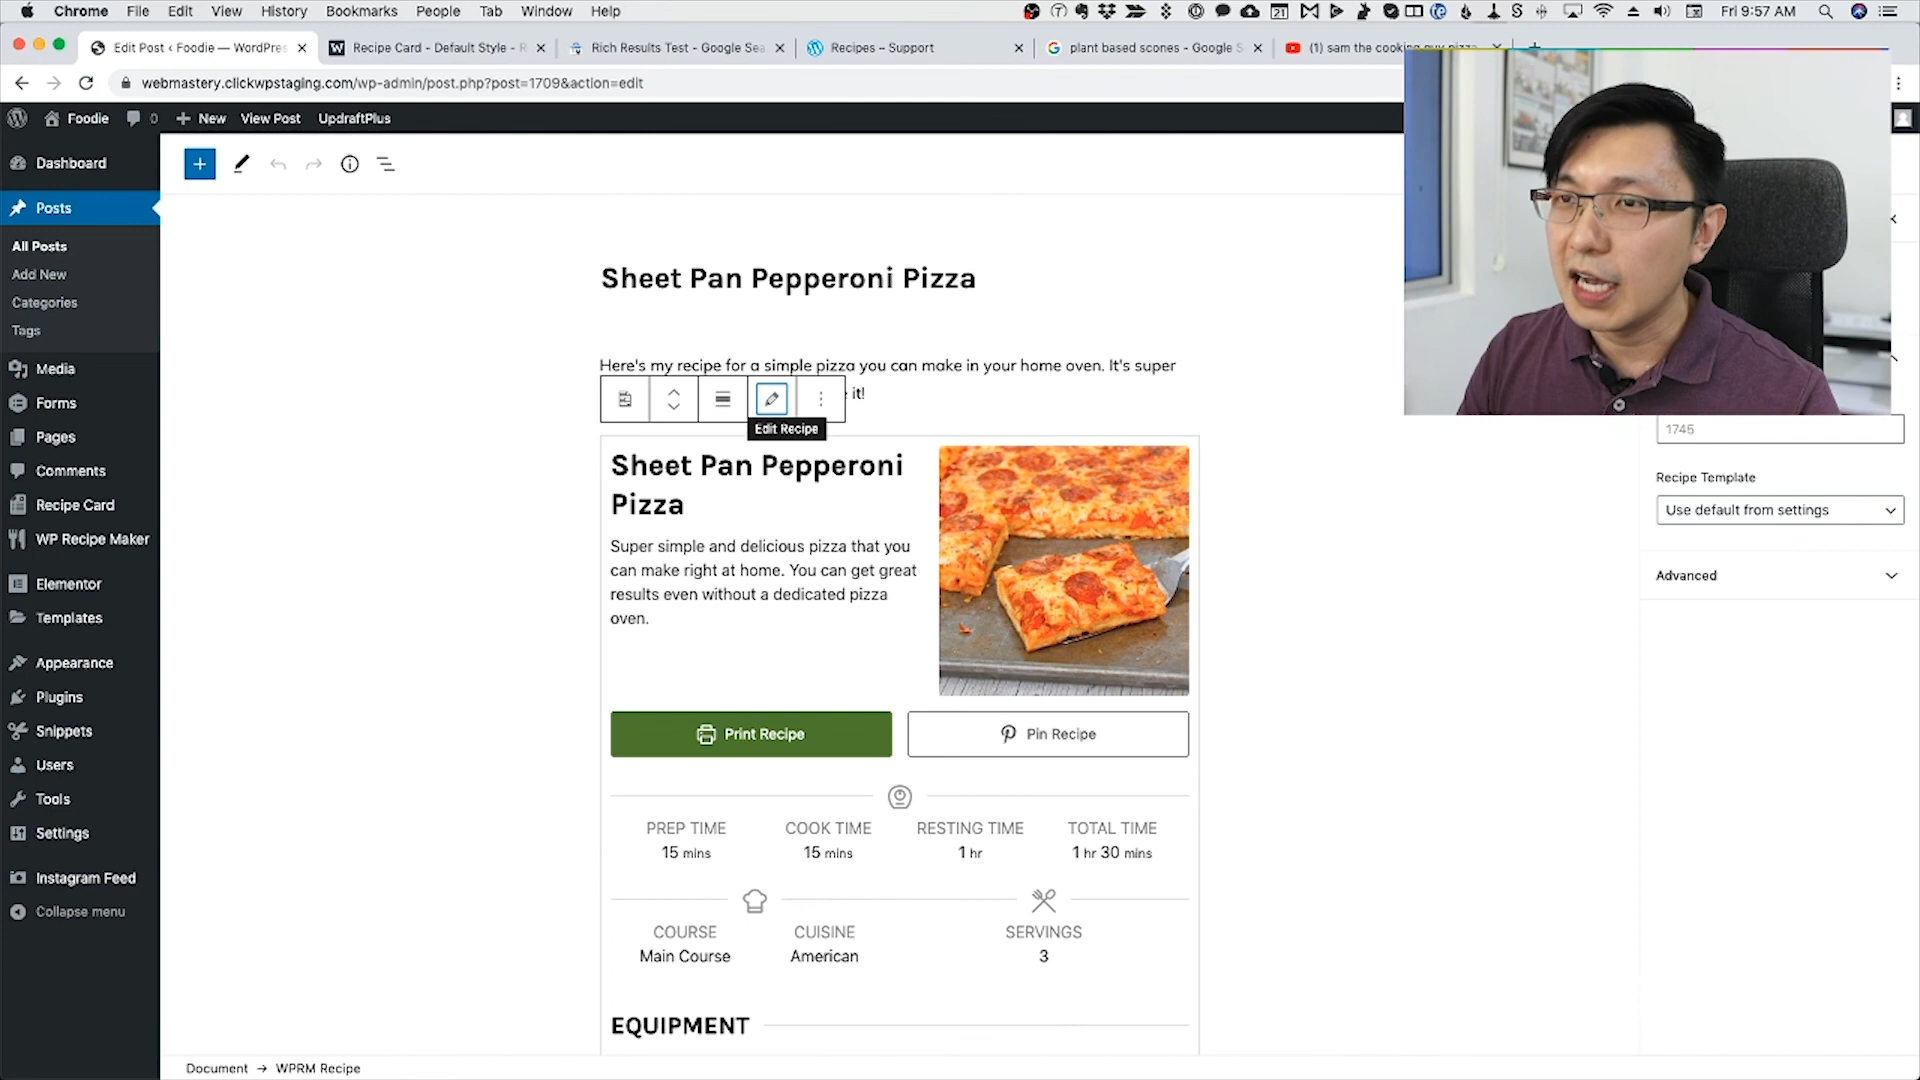 Chrome File Edit View History Bookmarks People Tab Window Help
Fri 9:57 AM
Edit Post ‹ Foodie — WordPres
Recipe Card - Default Style - R
Rich Results Test - Google Sea
Recipes – Support
plant based scones - Google S
(1) sam the cooking guy pizza
webmastery.clickwpstaging.com/wp-admin/post.php?post=1709&action=edit
Foodie 0 New View Post UpdraftPlus
Dashboard
Posts
All Posts
Add New
Categories
Tags
Media
Forms
Pages
Comments
Recipe Card
WP Recipe Maker
Elementor
Templates
Appearance
Plugins
Snippets
Users
Tools
Settings
Instagram Feed
Collapse menu
Sheet Pan Pepperoni Pizza
Here's my recipe for a simple pizza you can make in your home oven. It's super
it!
Edit Recipe
Sheet Pan Pepperoni
Pizza
Super simple and delicious pizza that you
can make right at home. You can get great
results even without a dedicated pizza
oven.
Print Recipe
Pin Recipe
PREP TIME COOK TIME RESTING TIME TOTAL TIME
15 mins 15 mins 1 hr 1 hr 30 mins
COURSE CUISINE SERVINGS
Main Course American 3
EQUIPMENT
1745
Recipe Template
Use default from settings
Advanced
Document → WPRM Recipe